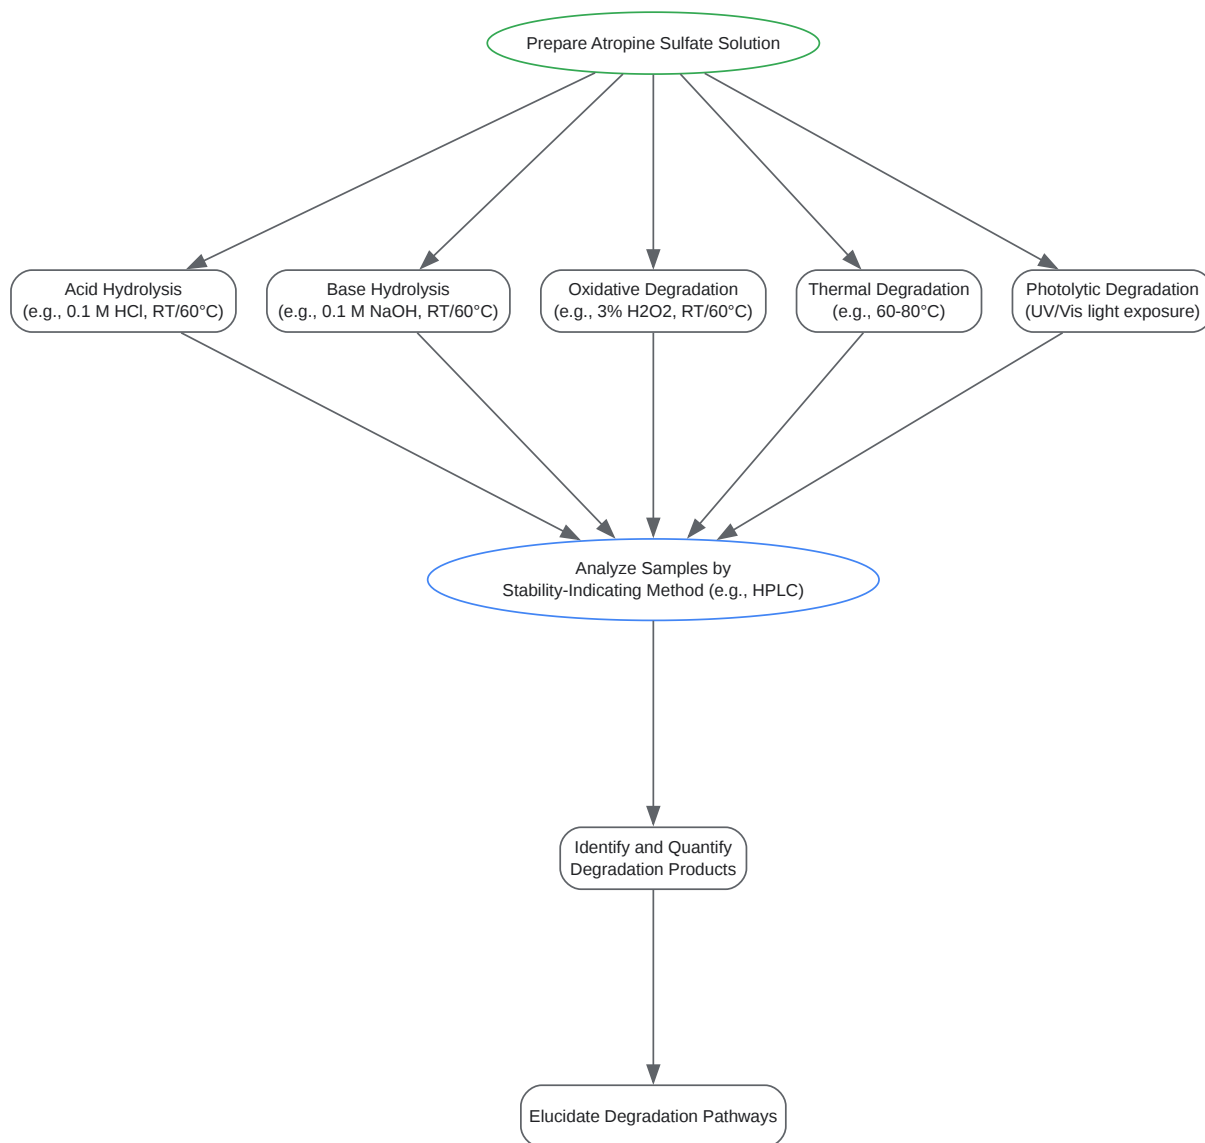 Prepare Atropine Sulfate Solution
Acid Hydrolysis
(e.g., 0.1 M HCl, RT/60°C)
Base Hydrolysis
(e.g., 0.1 M NaOH, RT/60°C)
Oxidative Degradation
(e.g., 3% H2O2, RT/60°C)
Thermal Degradation
(e.g., 60-80°C)
Photolytic Degradation
(UV/Vis light exposure)
Analyze Samples by
Stability-Indicating Method (e.g., HPLC)
Identify and Quantify
Degradation Products
Elucidate Degradation Pathways